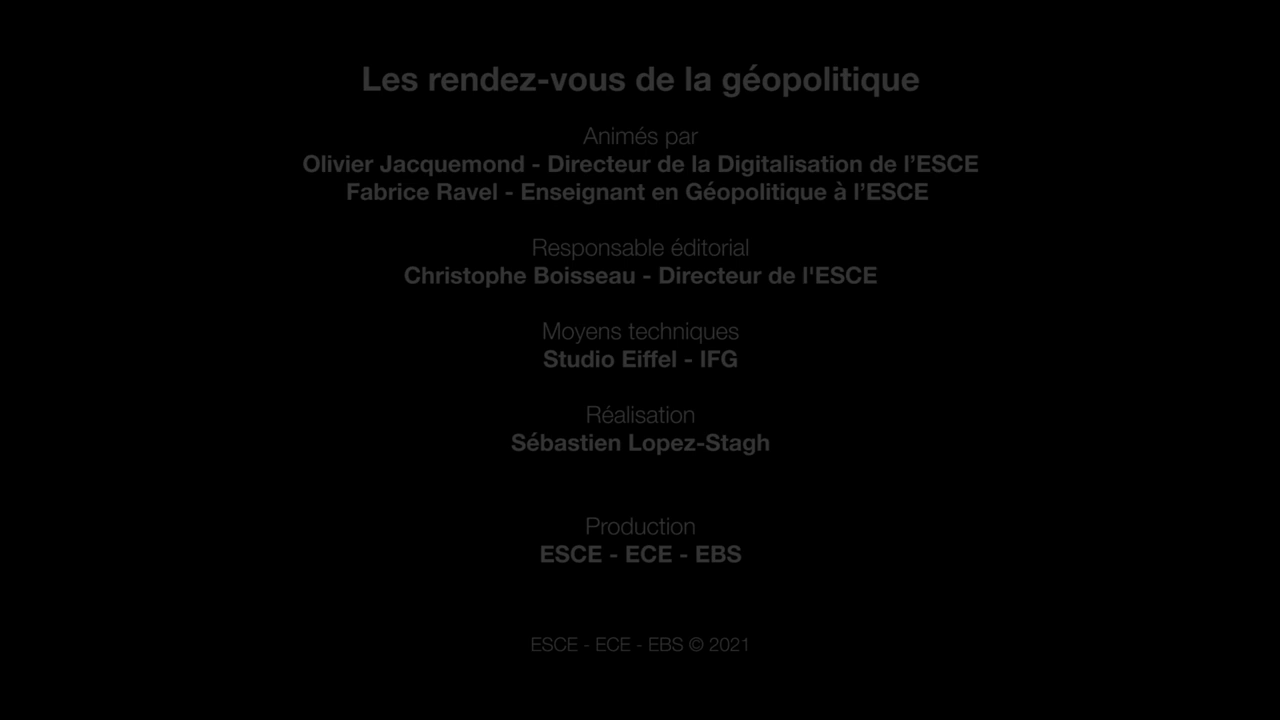 Les rendez-vous de la géopolitique
Animés par
Olivier Jacquemond - Directeur de la Digitalisation de l’ESCE
Fabrice Ravel - Enseignant en Géopolitique à l’ESCE
Responsable éditorial
Christophe Boisseau - Directeur de l'ESCE
Moyens techniques
Studio Eiffel - IFG
Réalisation
Sébastien Lopez-Stagh
Production
ESCE - ECE - EBS
ESCE - ECE - EBS © 2021